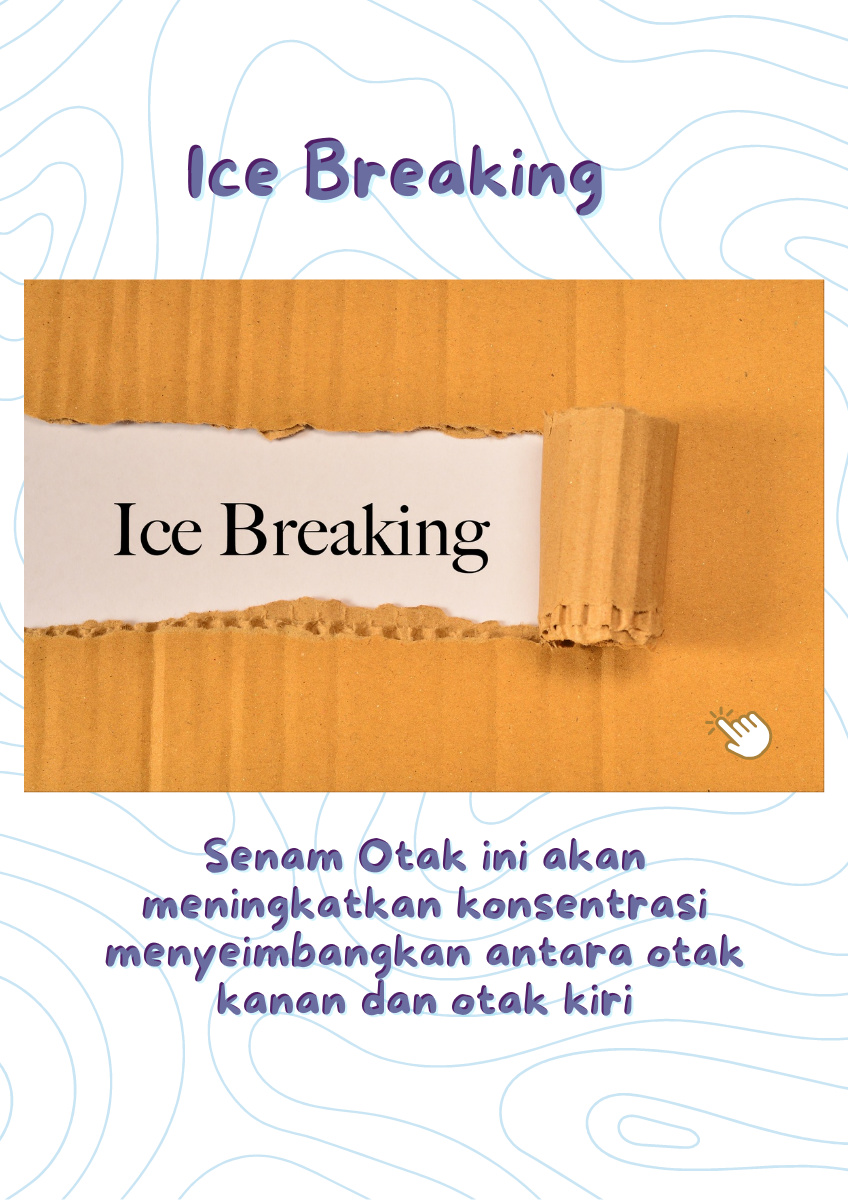 Ice Breaking
Ice Breaking
Senam Otak ini akan
meningkatkan konsentrasi
menyeimbangkan antara otak
kanan dan otak kiri